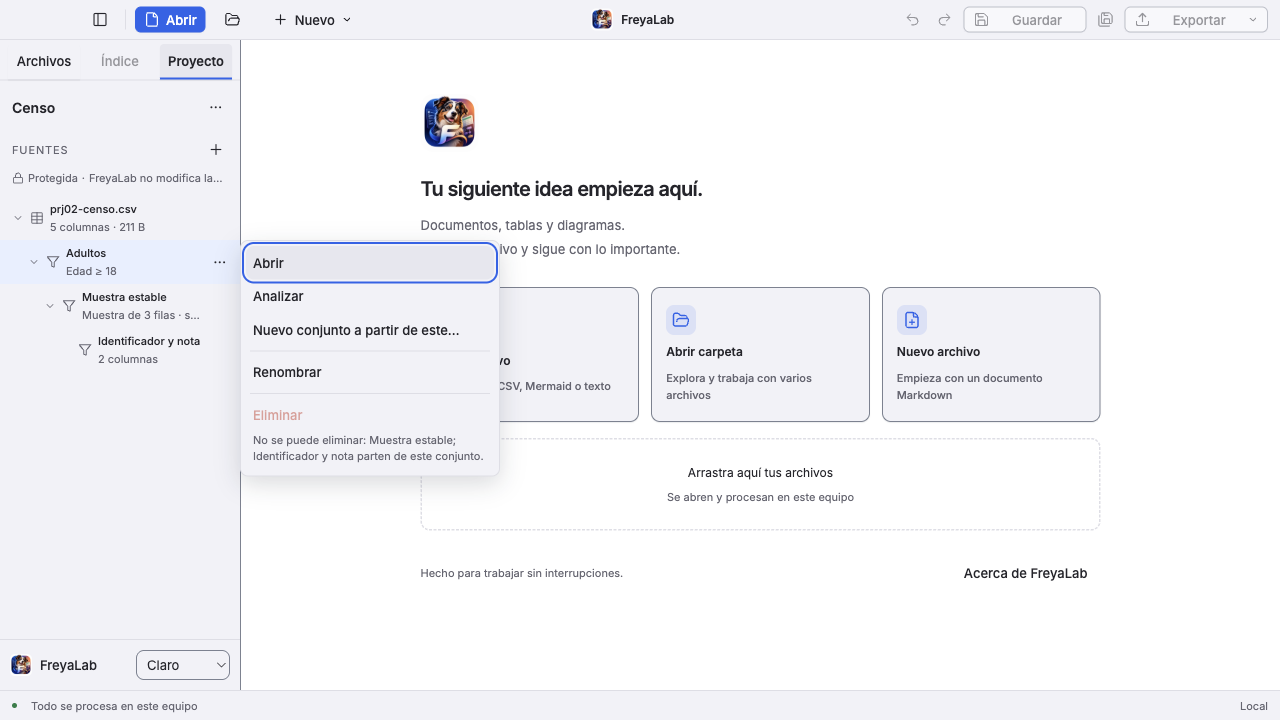 Abrir
Nuevo
FreyaLab
Guardar
Exportar
Archivos
Índice
Proyecto
Censo
FUENTES
Protegida · FreyaLab no modifica la...
prj02-censo.csv
5 columnas · 211 B
Adultos
Edad ≥ 18
Muestra estable
Muestra de 3 filas · s...
Identificador y nota
2 columnas
Abrir
Analizar
Nuevo conjunto a partir de este...
Renombrar
Eliminar
No se puede eliminar: Muestra estable;
Identificador y nota parten de este conjunto.
Tu siguiente idea empieza aquí.
Documentos, tablas y diagramas.
ivo y sigue con lo importante.
vo
CSV, Mermaid o texto
Abrir carpeta
Explora y trabaja con varios
archivos
Nuevo archivo
Empieza con un documento
Markdown
Arrastra aquí tus archivos
Se abren y procesan en este equipo
Hecho para trabajar sin interrupciones.
Acerca de FreyaLab
FreyaLab
Claro
Todo se procesa en este equipo
Local